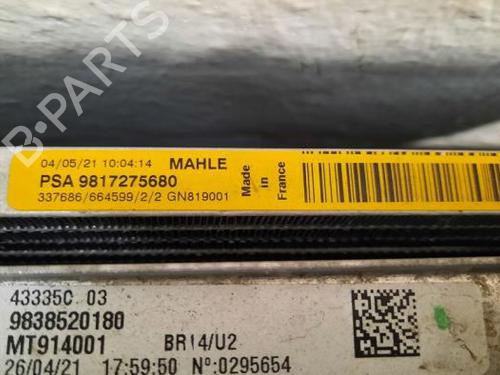 B-PARTS
04/05/21 10:04:14 MAHLE
PSA 9817275680
337686/664599/2/2 GN819001
Made in France
43335C 03
9838520180
MT914001 BR14/U2
26/04/21 17:59:50 Nº:0295654